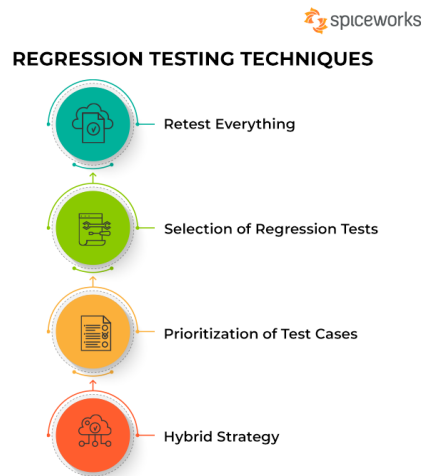 spiceworks
REGRESSION TESTING TECHNIQUES
Retest Everything
Selection of Regression Tests
Prioritization of Test Cases
Hybrid Strategy